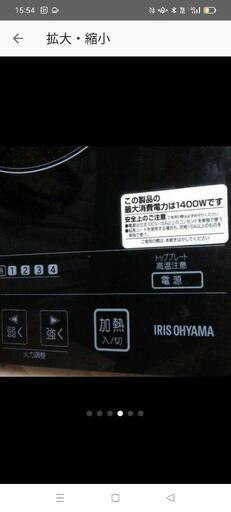 15:54
拡大・縮小
この製品の
最大消費電力は1400Wです
安全上のご注意
1 2 3 4
トッププレート
高温注意
電源
弱く
強く
火力調整
加熱
入/切
IRIS OHYAMA